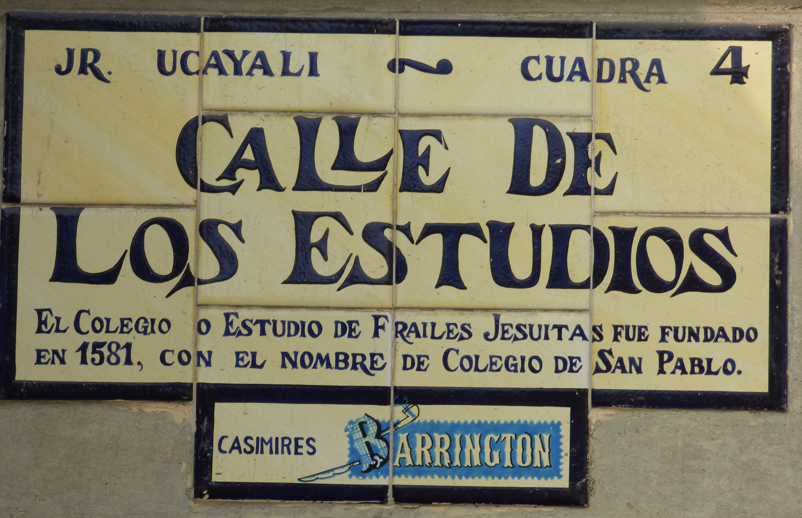 JR. UCAYALI ~ CUADRA 4
CALLE DE
LOS ESTUDIOS
EL COLEGIO O ESTUDIO DE FRAILES JESUITAS FUE FUNDADO
EN 1581, CON EL NOMBRE DE COLEGIO DE SAN PABLO.
CASIMIRES BARRINGTON